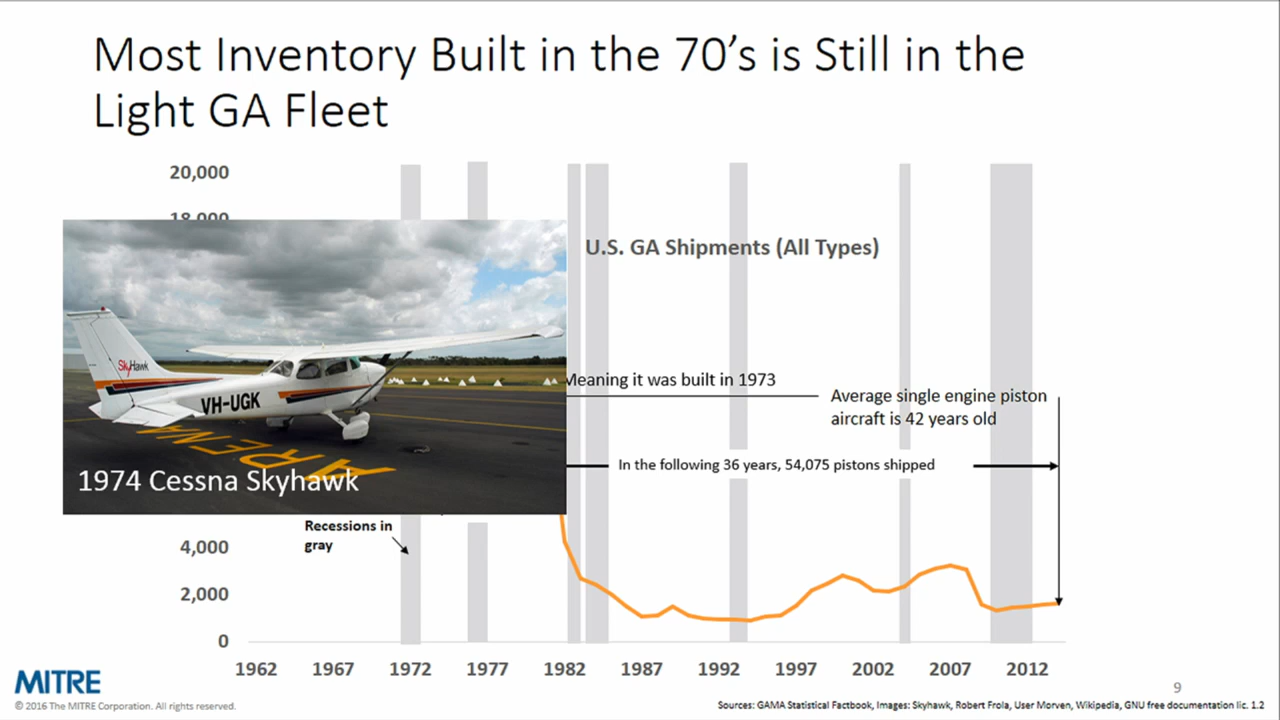 Most Inventory Built in the 70’s is Still in the
Light GA Fleet
20,000
18,000
U.S. GA Shipments (All Types)
SkyHawk
VH-UGK
Meaning it was built in 1973
Average single engine piston
aircraft is 42 years old
In the following 36 years, 54,075 pistons shipped
1974 Cessna Skyhawk
Recessions in
gray
4,000
2,000
0
1962 1967 1972 1977 1982 1987 1992 1997 2002 2007 2012
MITRE
9
© 2016 The MITRE Corporation. All rights reserved.
Sources: GAMA Statistical Factbook, Images: Skyhawk, Robert Frola, User Morven, Wikipedia, GNU free documentation lic. 1.2